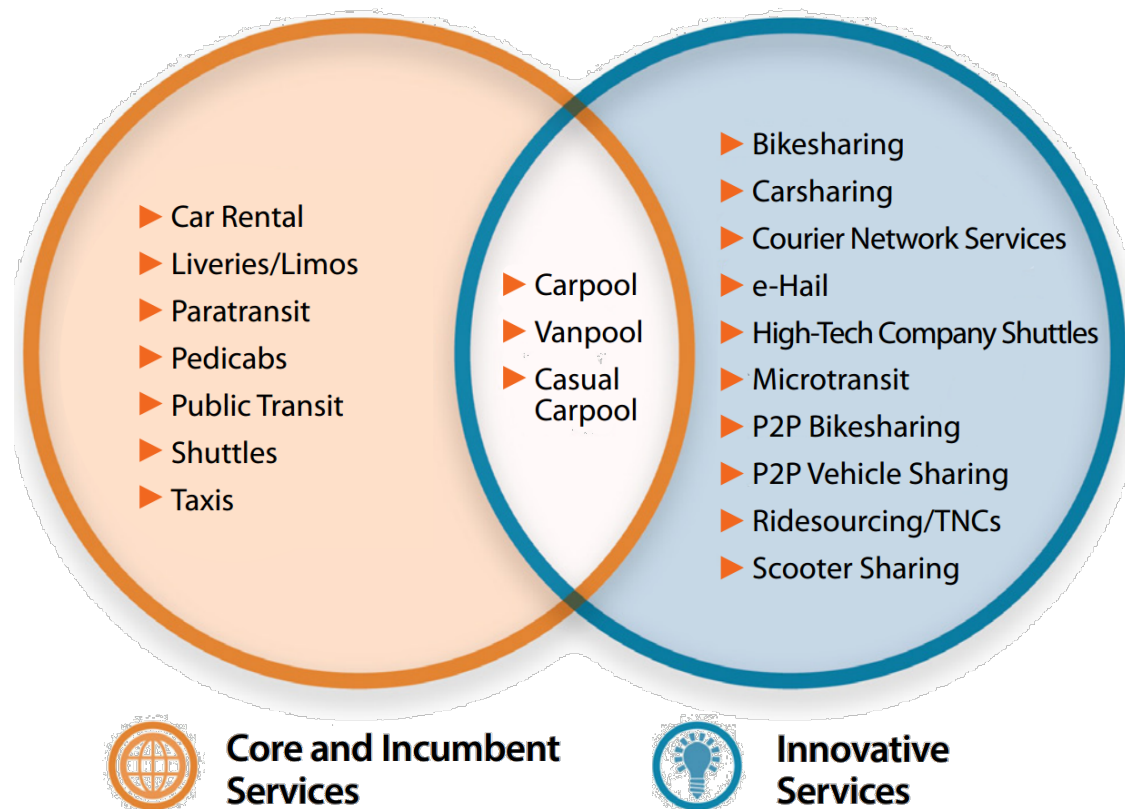 Car Rental
Liveries/Limos
Paratransit
Pedicabs
Public Transit
Shuttles
Taxis
Carpool
Vanpool
Casual
Carpool
Bikesharing
Carsharing
Courier Network Services
e-Hail
High-Tech Company Shuttles
Microtransit
P2P Bikesharing
P2P Vehicle Sharing
Ridesourcing/TNCs
Scooter Sharing
Core and Incumbent
Services
Innovative
Services